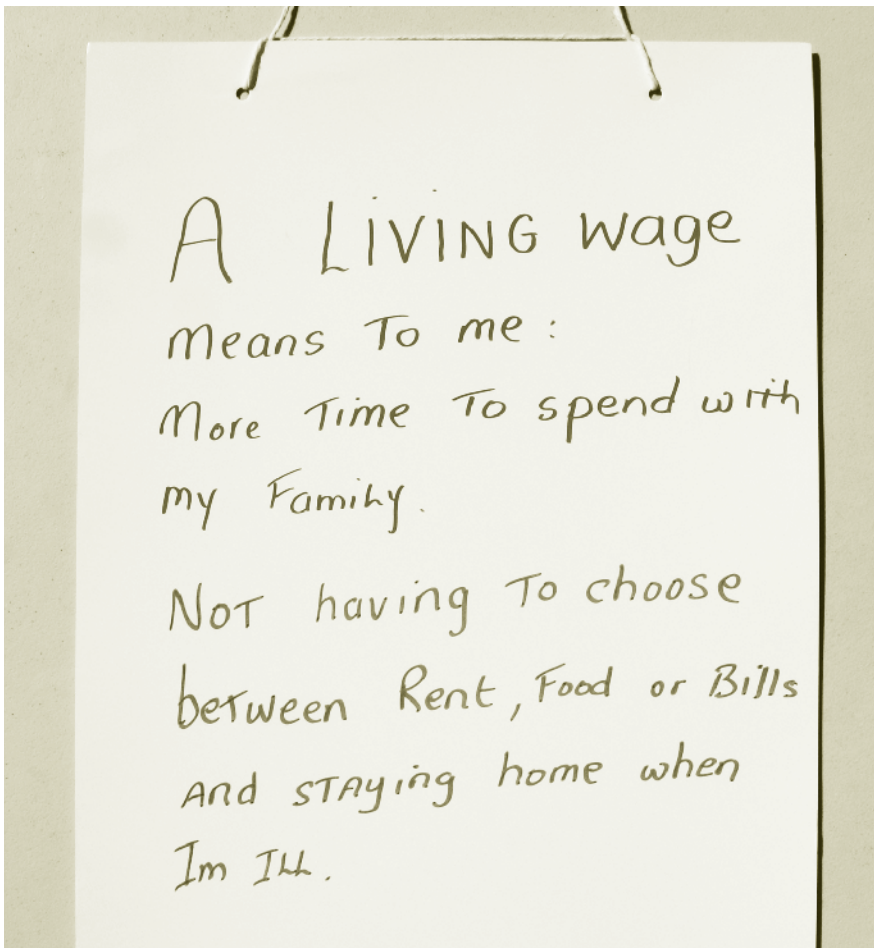 A LiVING wage
means To me :
More Time To spend with
my Family.
NoT having To choose
beTween Rent, Food or Bills
And sTAying home when
Im Ill.